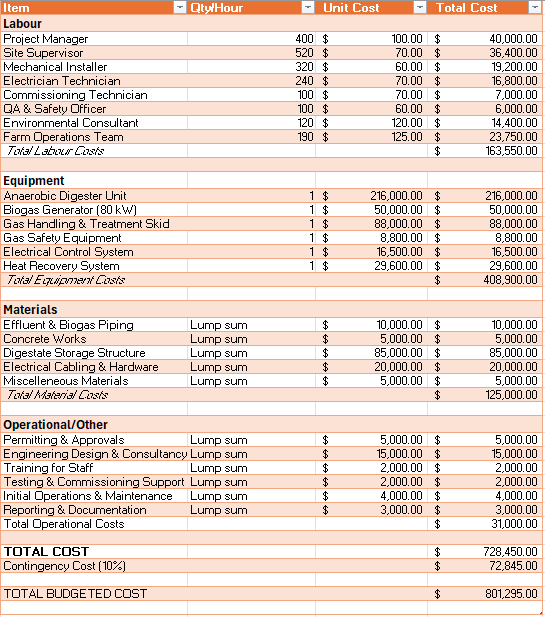 Item Qty/Hour Unit Cost Total Cost
Labour
Project Manager 400 $ 100.00 $ 40,000.00
Site Supervisor 520 $ 70.00 $ 36,400.00
Mechanical Installer 320 $ 60.00 $ 19,200.00
Electrician Technician 240 $ 70.00 $ 16,800.00
Commissioning Technician 100 $ 70.00 $ 7,000.00
QA & Safety Officer 100 $ 60.00 $ 6,000.00
Environmental Consultant 120 $ 120.00 $ 14,400.00
Farm Operations Team 190 $ 125.00 $ 23,750.00
Total Labour Costs $ 163,550.00
Equipment
Anaerobic Digester Unit 1 $ 216,000.00 $ 216,000.00
Biogas Generator (80 kW) 1 $ 50,000.00 $ 50,000.00
Gas Handling & Treatment Skid 1 $ 88,000.00 $ 88,000.00
Gas Safety Equipment 1 $ 8,800.00 $ 8,800.00
Electrical Control System 1 $ 16,500.00 $ 16,500.00
Heat Recovery System 1 $ 29,600.00 $ 29,600.00
Total Equipment Costs $ 408,900.00
Materials
Effluent & Biogas Piping Lump sum $ 10,000.00 $ 10,000.00
Concrete Works Lump sum $ 5,000.00 $ 5,000.00
Digestate Storage Structure Lump sum $ 85,000.00 $ 85,000.00
Electrical Cabling & Hardware Lump sum $ 20,000.00 $ 20,000.00
Miscelleneous Materials Lump sum $ 5,000.00 $ 5,000.00
Total Material Costs $ 125,000.00
Operational/Other
Permitting & Approvals Lump sum $ 5,000.00 $ 5,000.00
Engineering Design & Consultancy Lump sum $ 15,000.00 $ 15,000.00
Training for Staff Lump sum $ 2,000.00 $ 2,000.00
Testing & Commissioning Support Lump sum $ 2,000.00 $ 2,000.00
Initial Operations & Maintenance Lump sum $ 4,000.00 $ 4,000.00
Reporting & Documentation Lump sum $ 3,000.00 $ 3,000.00
Total Operational Costs $ 31,000.00
TOTAL COST $ 728,450.00
Contingency Cost (10%) $ 72,845.00
TOTAL BUDGETED COST $ 801,295.00